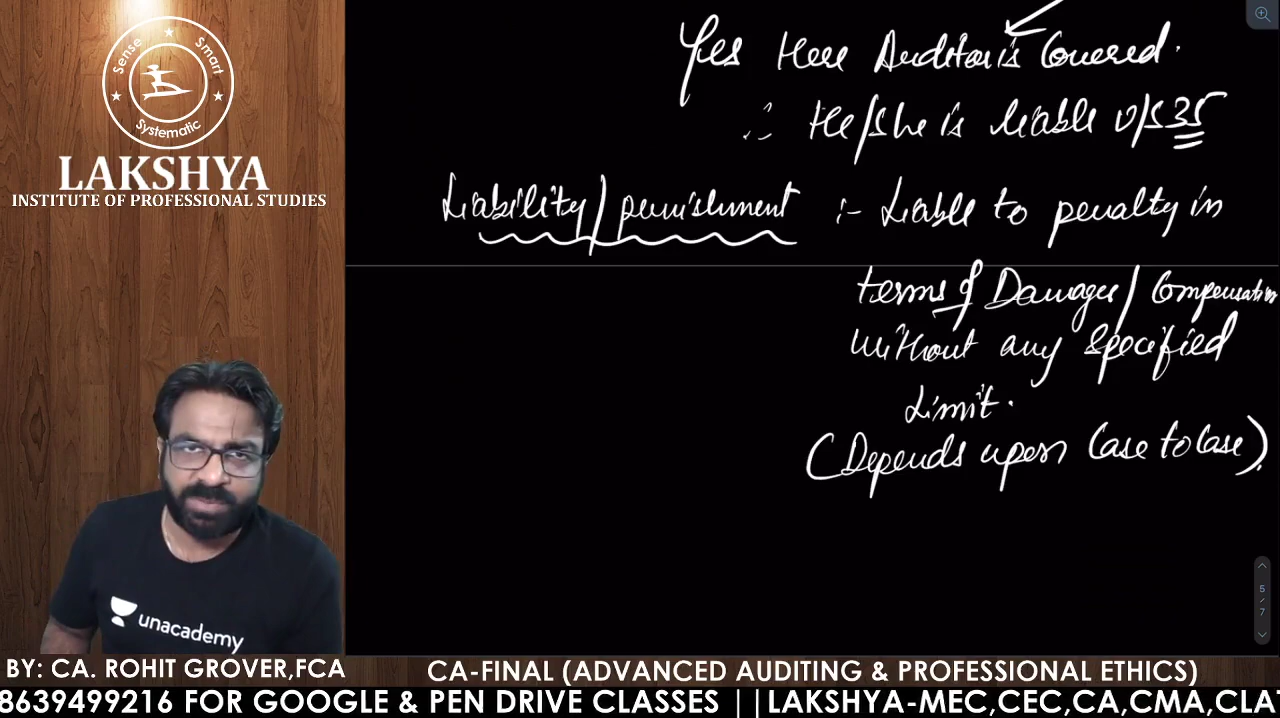 Sense
Smart
Systematic
LAKSHYA
INSTITUTE OF PROFESSIONAL STUDIES
Yes Here Auditor is Covered.
∴ He/she is liable u/s 35
Liability/punishment :- Liable to penalty in
terms of Damages/Compensation
without any specified
Limit.
(Depends upon Case to Case).
unacademy
5
/
7
BY: CA. ROHIT GROVER,FCA
CA-FINAL (ADVANCED AUDITING & PROFESSIONAL ETHICS)
8639499216 FOR GOOGLE & PEN DRIVE CLASSES ||LAKSHYA-MEC,CEC,CA,CMA,CLA